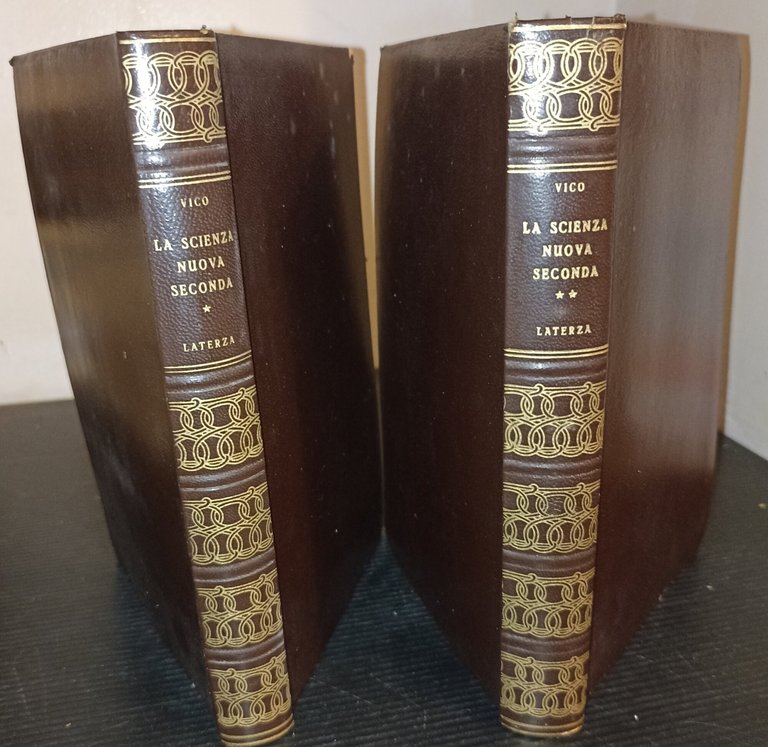 VICO
LA SCIENZA
NUOVA
SECONDA
*
LATERZA
VICO
LA SCIENZA
NUOVA
SECONDA
**
LATERZA